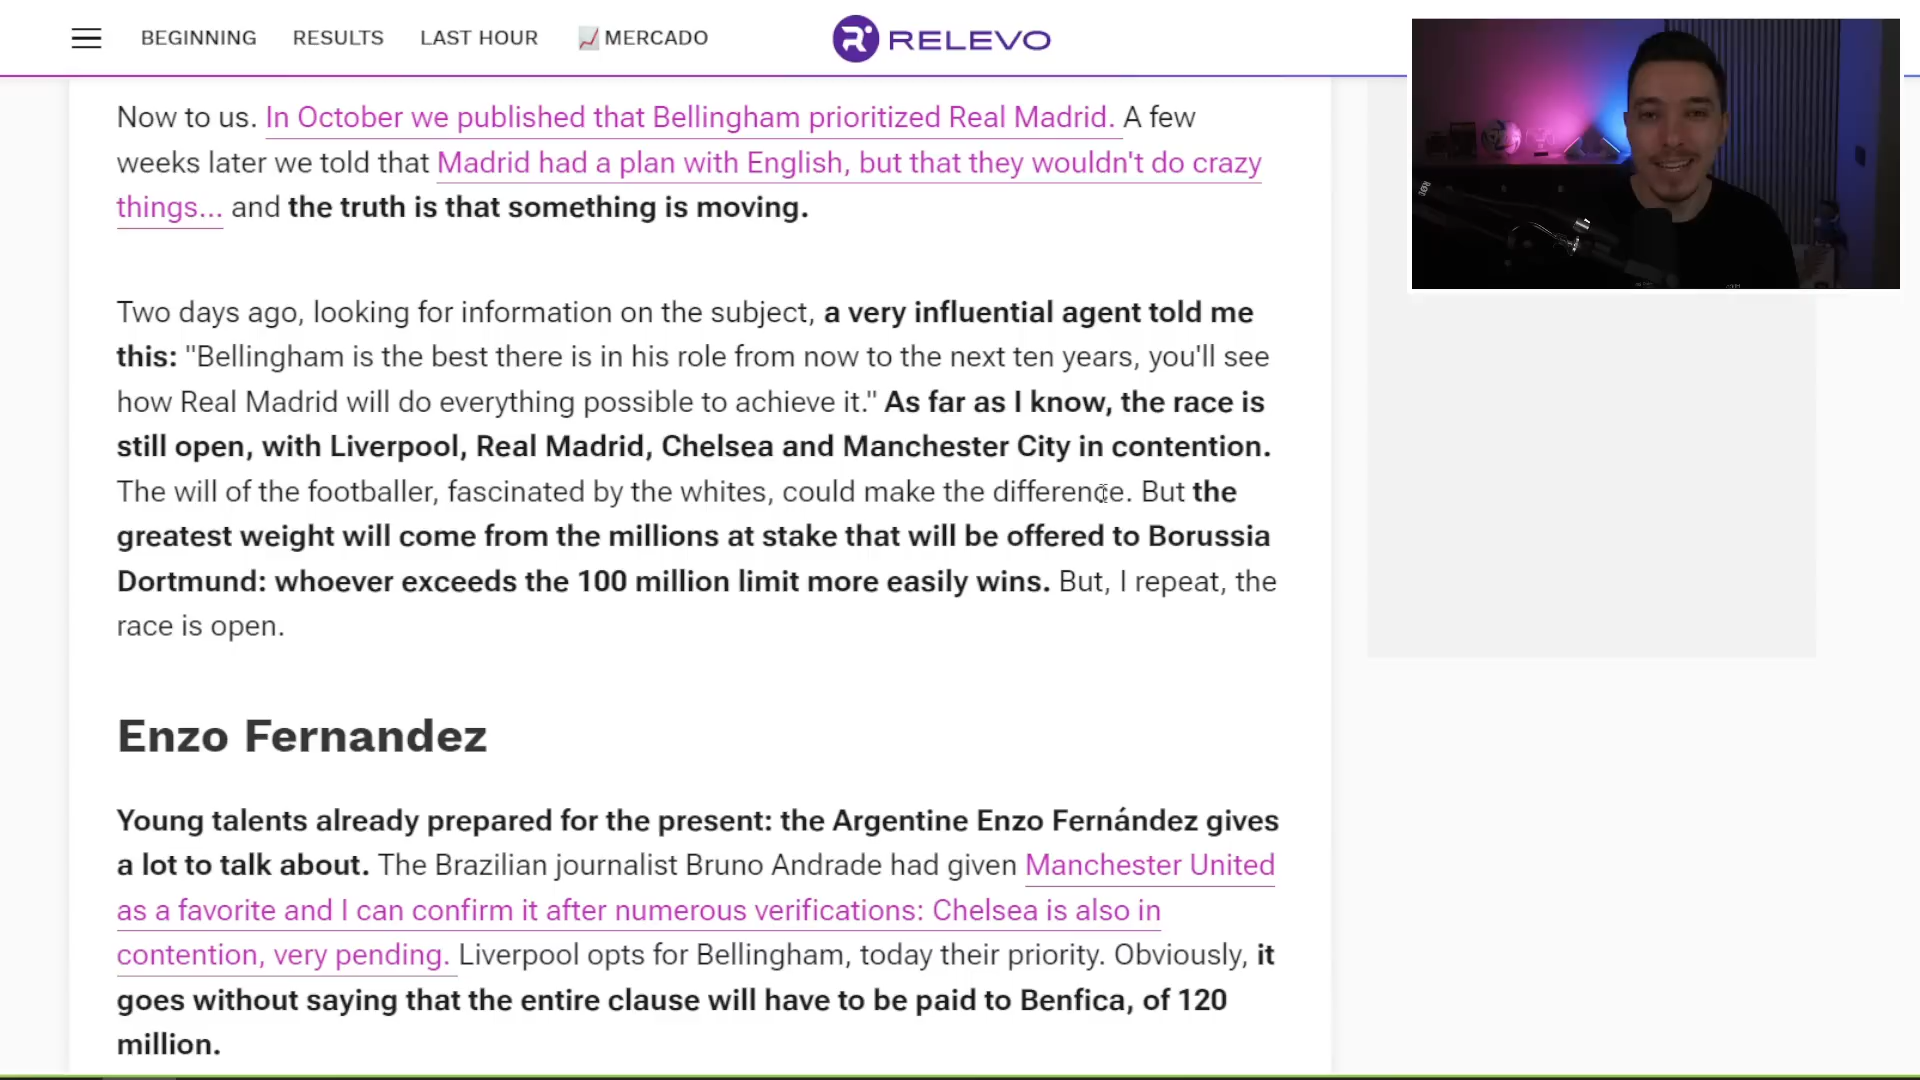 BEGINNING RESULTS LAST HOUR MERCADO RELEVO
Now to us. In October we published that Bellingham prioritized Real Madrid. A few
weeks later we told that Madrid had a plan with English, but that they wouldn't do crazy
things... and the truth is that something is moving.
Two days ago, looking for information on the subject, a very influential agent told me
this: "Bellingham is the best there is in his role from now to the next ten years, you'll see
how Real Madrid will do everything possible to achieve it." As far as I know, the race is
still open, with Liverpool, Real Madrid, Chelsea and Manchester City in contention.
The will of the footballer, fascinated by the whites, could make the difference. But the
greatest weight will come from the millions at stake that will be offered to Borussia
Dortmund: whoever exceeds the 100 million limit more easily wins. But, I repeat, the
race is open.
Enzo Fernandez
Young talents already prepared for the present: the Argentine Enzo Fernández gives
a lot to talk about. The Brazilian journalist Bruno Andrade had given Manchester United
as a favorite and I can confirm it after numerous verifications: Chelsea is also in
contention, very pending. Liverpool opts for Bellingham, today their priority. Obviously, it
goes without saying that the entire clause will have to be paid to Benfica, of 120
million.